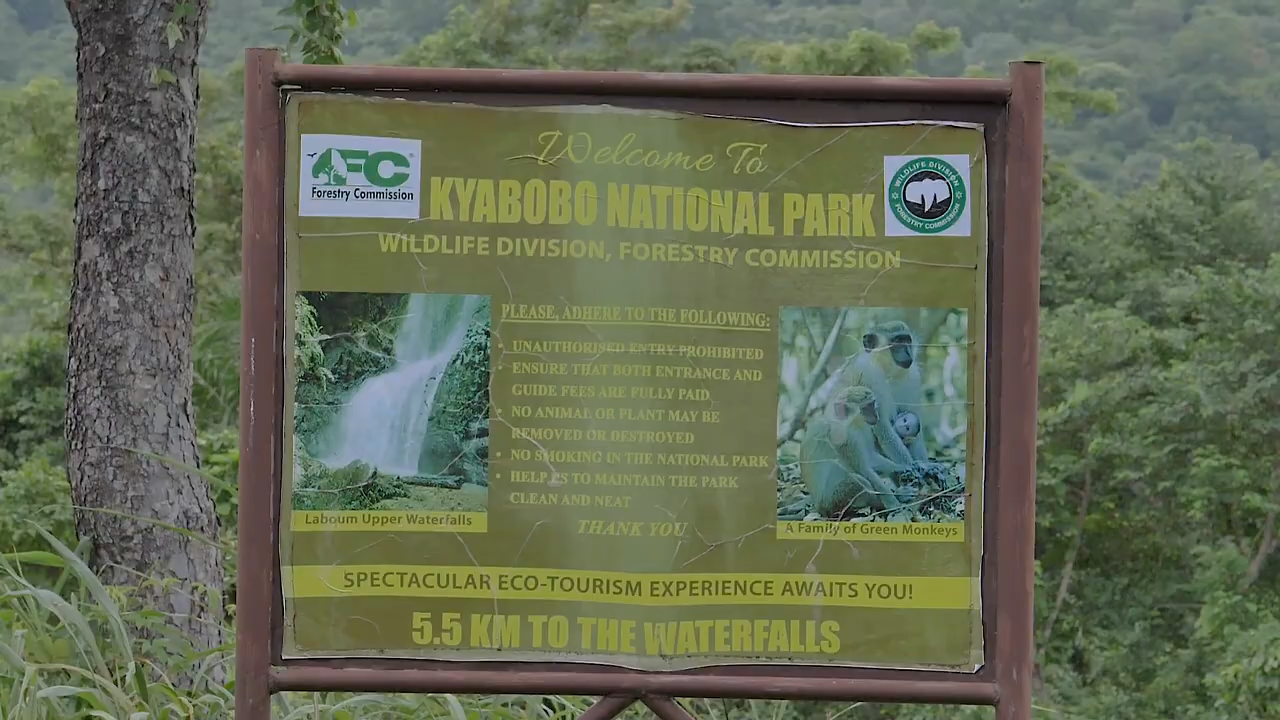 Welcome To
FC
Forestry Commission
KYABOBO NATIONAL PARK
WILDLIFE DIVISION
FORESTRY COMMISSION
WILDLIFE DIVISION, FORESTRY COMMISSION
PLEASE, ADHERE TO THE FOLLOWING:
• UNAUTHORISED ENTRY PROHIBITED
• ENSURE THAT BOTH ENTRANCE AND
GUIDE FEES ARE FULLY PAID
• NO ANIMAL OR PLANT MAY BE
REMOVED OR DESTROYED
• NO SMOKING IN THE NATIONAL PARK
• HELP US TO MAINTAIN THE PARK
CLEAN AND NEAT
THANK YOU
Laboum Upper Waterfalls
A Family of Green Monkeys
SPECTACULAR ECO-TOURISM EXPERIENCE AWAITS YOU!
5.5 KM TO THE WATERFALLS